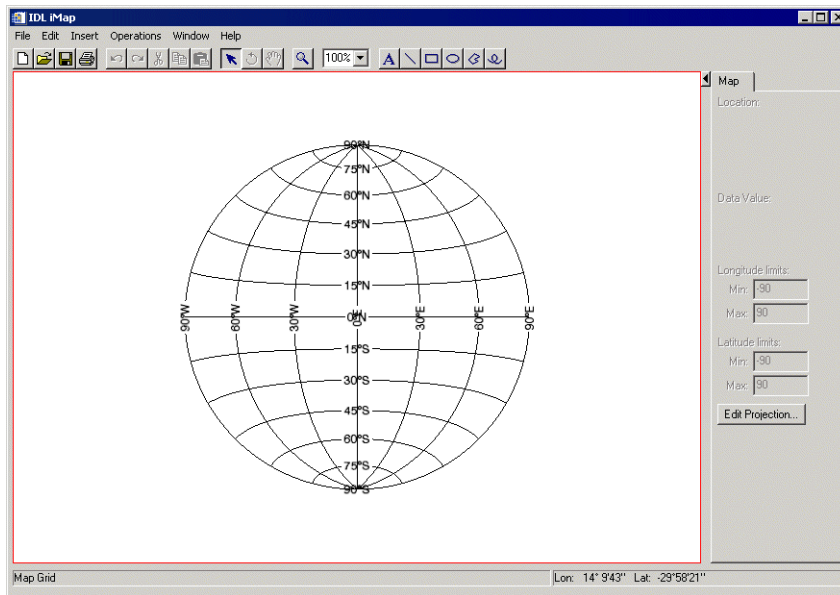 IDL iMap
File Edit Insert Operations Window Help
100% A
Map
Location:
Data Value:
Longitude limits:
Min: -90
Max: 90
Latitude limits:
Min: -90
Max: 90
Edit Projection...
90°N
75°N
60°N
45°N
30°N
15°N
90°W 60°W 30°W 0°N 30°E 60°E 90°E
15°S
30°S
45°S
60°S
75°S
90°S
Map Grid
Lon: 14° 9'43" Lat: -29°58'21"